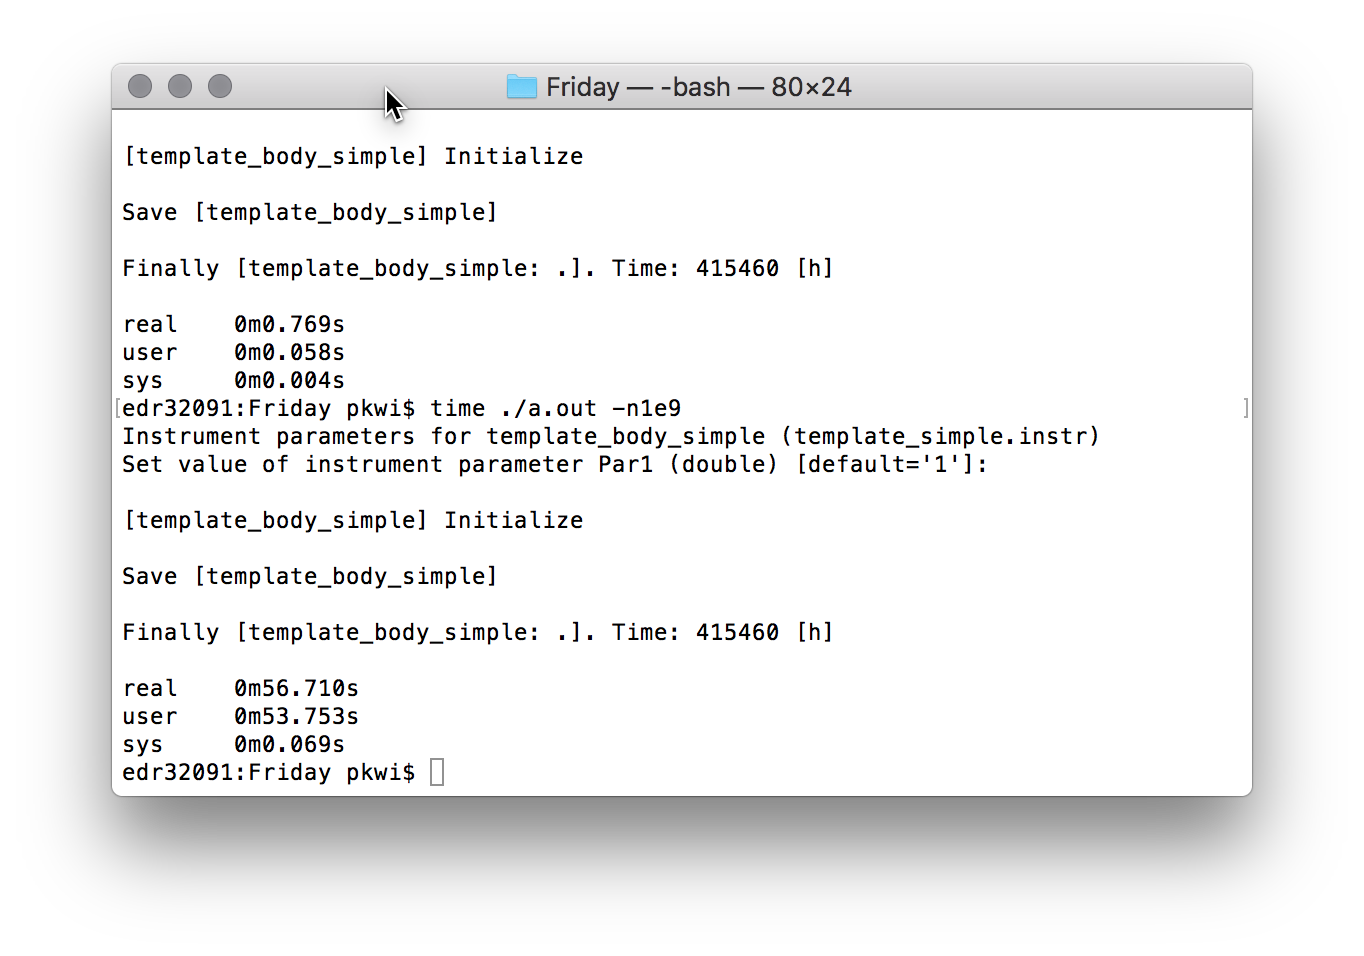 Friday — -bash — 80×24
[template_body_simple] Initialize
Save [template_body_simple]
Finally [template_body_simple: .]. Time: 415460 [h]
real    0m0.769s
user    0m0.058s
sys     0m0.004s
[edr32091:Friday pkwi$ time ./a.out -n1e9 ]
Instrument parameters for template_body_simple (template_simple.instr)
Set value of instrument parameter Par1 (double) [default='1']:
[template_body_simple] Initialize
Save [template_body_simple]
Finally [template_body_simple: .]. Time: 415460 [h]
real    0m56.710s
user    0m53.753s
sys     0m0.069s
edr32091:Friday pkwi$